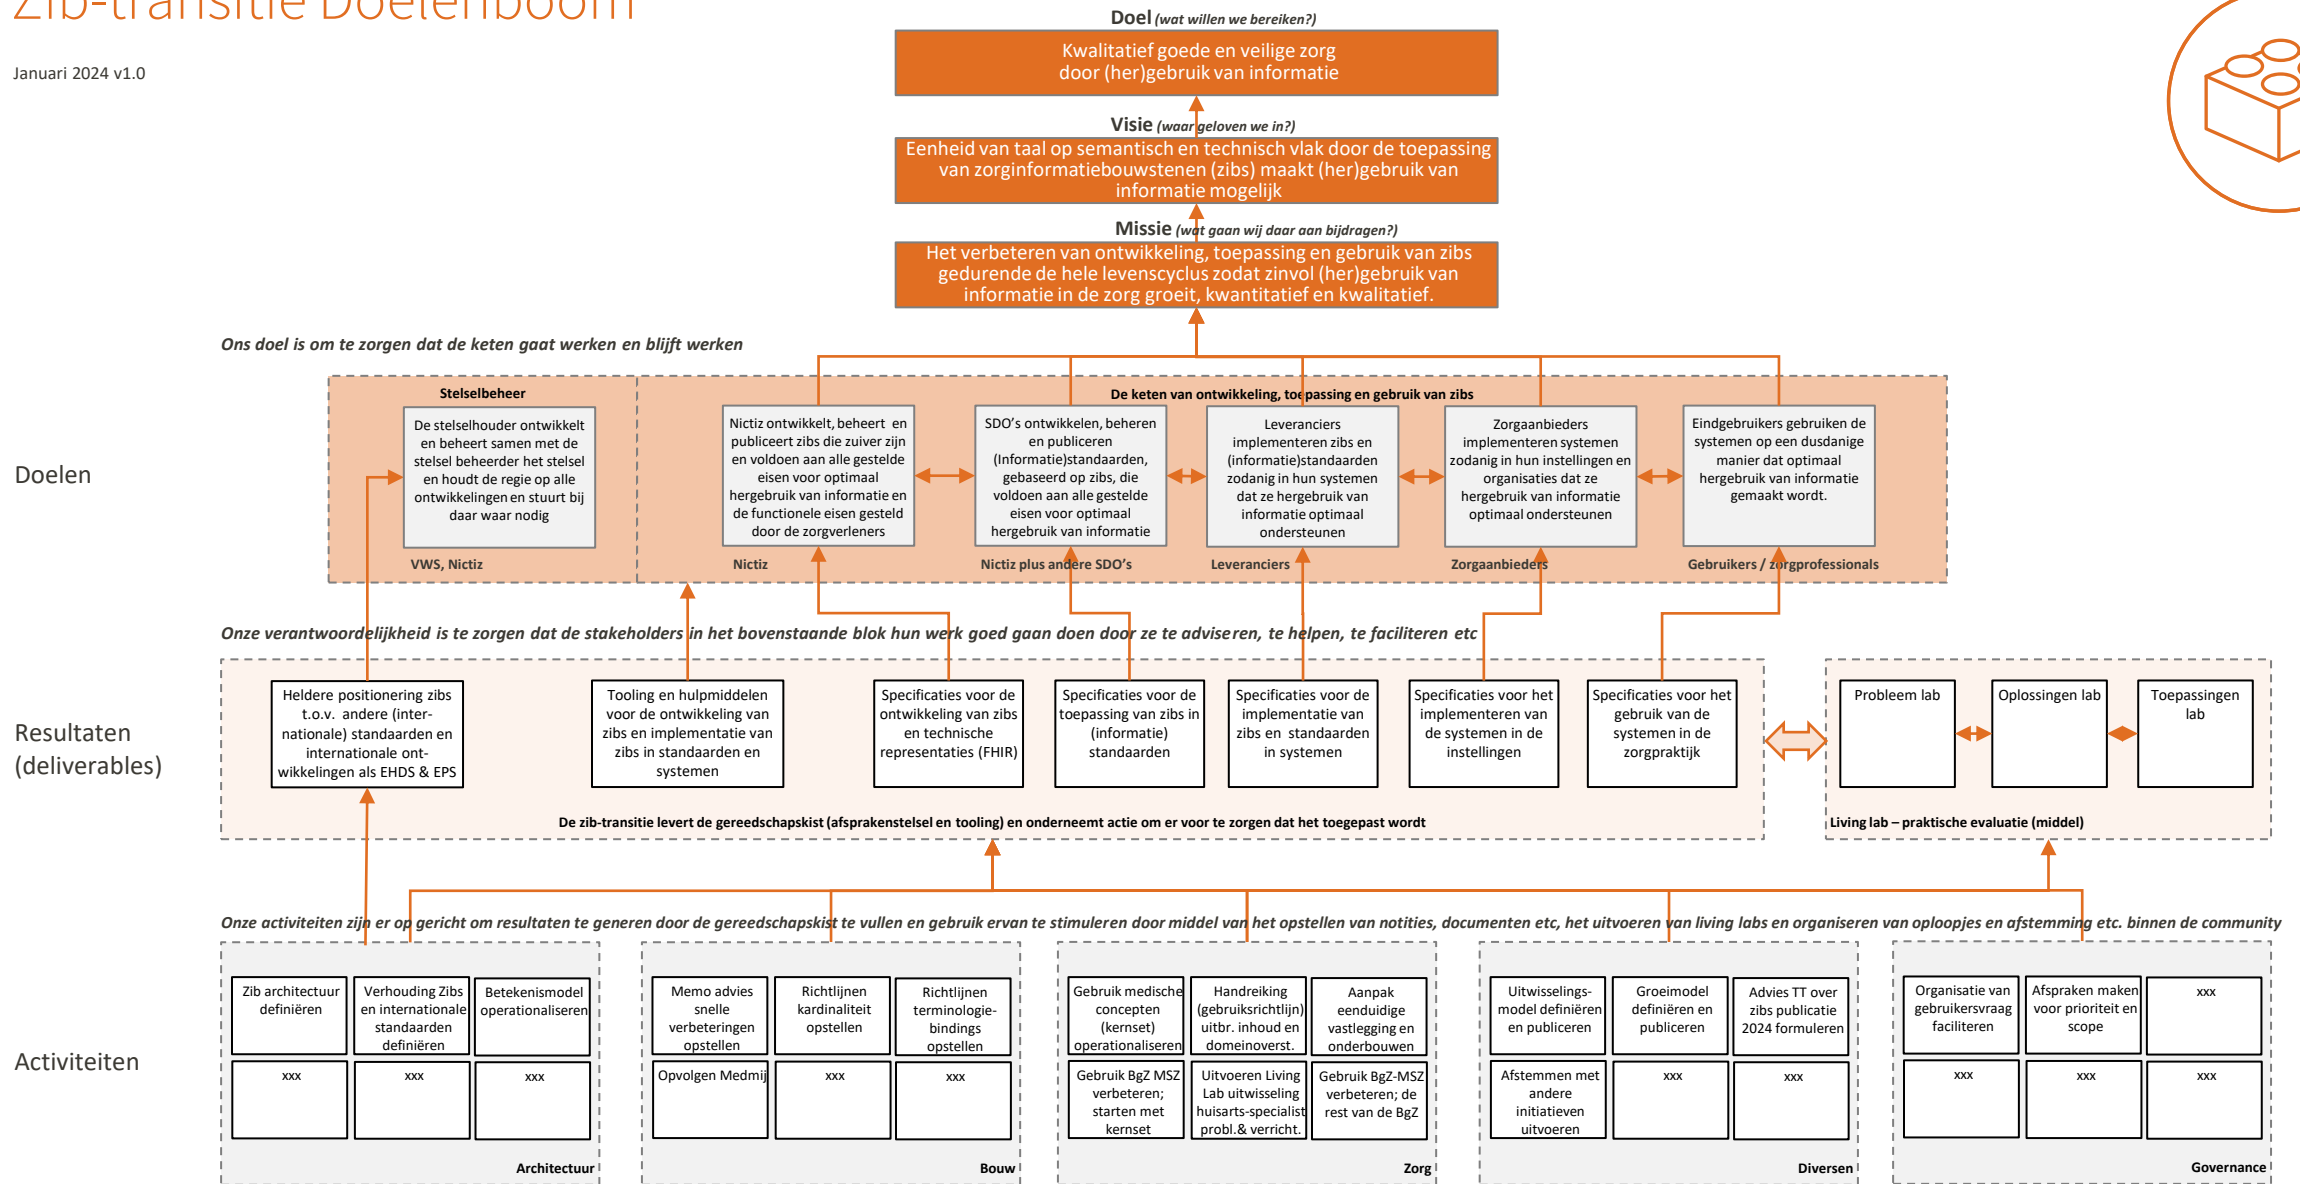 Zib-transitie Doelenboom
Januari 2024 v1.0
Doel (wat willen we bereiken?)
Kwalitatief goede en veilige zorg
door (her)gebruik van informatie
Visie (waar geloven we in?)
Eenheid van taal op semantisch en technisch vlak door de toepassing
van zorginformatiebouwstenen (zibs) maakt (her)gebruik van
informatie mogelijk
Missie (wat gaan wij daar aan bijdragen?)
Het verbeteren van ontwikkeling, toepassing en gebruik van zibs
gedurende de hele levenscyclus zodat zinvol (her)gebruik van
informatie in de zorg groeit, kwantitatief en kwalitatief.
Ons doel is om te zorgen dat de keten gaat werken en blijft werken
Doelen
Stelselbeheer
De stelselhouder ontwikkelt
en beheert samen met de
stelsel beheerder het stelsel
en houdt de regie op alle
ontwikkelingen en stuurt bij
daar waar nodig
VWS, Nictiz
De keten van ontwikkeling, toepassing en gebruik van zibs
Nictiz ontwikkelt, beheert en
publiceert zibs die zuiver zijn
en voldoen aan alle gestelde
eisen voor optimaal
hergebruik van informatie en
de functionele eisen gesteld
door de zorgverleners
Nictiz
SDO's ontwikkelen, beheren
en publiceren
(Informatie)standaarden,
gebaseerd op zibs, die
voldoen aan alle gestelde
eisen voor optimaal
hergebruik van informatie
Nictiz plus andere SDO's
Leveranciers
implementeren zibs en
(informatie)standaarden
zodanig in hun systemen
dat ze hergebruik van
informatie optimaal
ondersteunen
Leveranciers
Zorgaanbieders
implementeren systemen
zodanig in hun instellingen en
organisaties dat ze
hergebruik van informatie
optimaal ondersteunen
Zorgaanbieders
Eindgebruikers gebruiken de
systemen op een dusdanige
manier dat optimaal
hergebruik van informatie
gemaakt wordt.
Gebruikers / zorgprofessionals
Onze verantwoordelijkheid is te zorgen dat de stakeholders in het bovenstaande blok hun werk goed gaan doen door ze te adviseren, te helpen, te faciliteren etc
Resultaten
(deliverables)
Heldere positionering zibs
t.o.v. andere (inter-
nationale) standaarden en
internationale ont-
wikkelingen als EHDS & EPS
Tooling en hulpmiddelen
voor de ontwikkeling van
zibs en implementatie van
zibs in standaarden en
systemen
Specificaties voor de
ontwikkeling van zibs
en technische
representaties (FHIR)
Specificaties voor de
toepassing van zibs in
(informatie)
standaarden
Specificaties voor de
implementatie van
zibs en standaarden
in systemen
Specificaties voor het
implementeren van
de systemen in de
instellingen
Specificaties voor het
gebruik van de
systemen in de
zorgpraktijk
De zib-transitie levert de gereedschapskist (afsprakenstelsel en tooling) en onderneemt actie om er voor te zorgen dat het toegepast wordt
Probleem lab
Oplossingen lab
Toepassingen
lab
Living lab – praktische evaluatie (middel)
Onze activiteiten zijn er op gericht om resultaten te generen door de gereedschapskist te vullen en gebruik ervan te stimuleren door middel van het opstellen van notities, documenten etc, het uitvoeren van living labs en organiseren van oploopjes en afstemming etc. binnen de community
Activiteiten
Zib architectuur
definiëren
Verhouding Zibs
en internationale
standaarden
definiëren
Betekenismodel
operationaliseren
xxx
xxx
xxx
Architectuur
Memo advies
snelle
verbeteringen
opstellen
Richtlijnen
kardinaliteit
opstellen
Richtlijnen
terminologie-
bindings
opstellen
Opvolgen Medmij
xxx
xxx
Bouw
Gebruik medische
concepten
(kernset)
operationaliseren
Handreiking
(gebruiksrichtlijn)
uitbr. inhoud en
domeinoverst.
Aanpak
eenduidige
vastlegging en
onderbouwen
Gebruik BgZ MSZ
verbeteren;
starten met
kernset
Uitvoeren Living
Lab uitwisseling
huisarts-specialist
probl.& verricht.
Gebruik BgZ-MSZ
verbeteren; de
rest van de BgZ
Zorg
Uitwisselings-
model definiëren
en publiceren
Groeimodel
definiëren en
publiceren
Advies TT over
zibs publicatie
2024 formuleren
Afstemmen met
andere
initiatieven
uitvoeren
xxx
xxx
Diversen
Organisatie van
gebruikersvraag
faciliteren
Afspraken maken
voor prioriteit en
scope
xxx
xxx
xxx
xxx
Governance